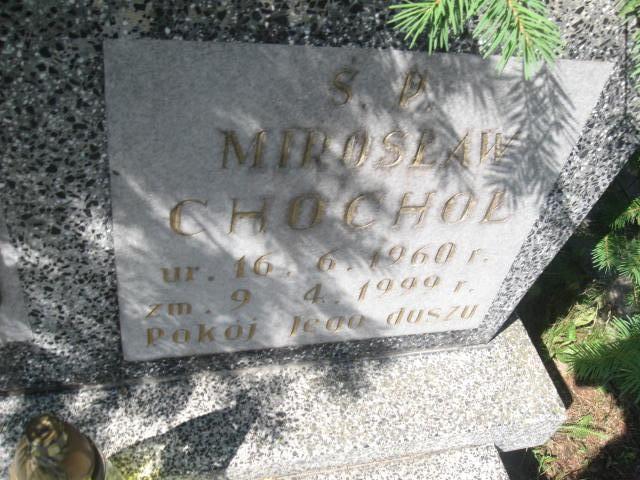 Ś. P.
MIROSŁAW
CHOCHOŁ
ur. 16. 6. 1960 r.
zm. 9 4. 1999 r.
Pokój Jego duszy